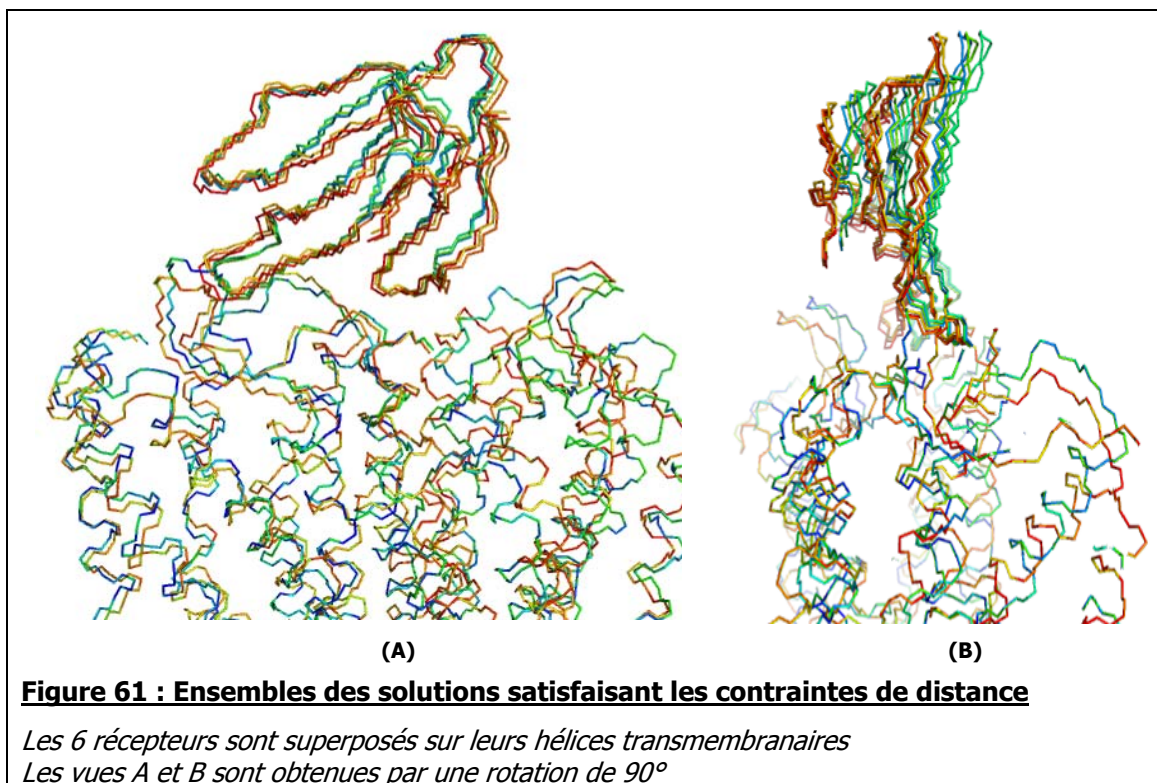 (A)
(B)
Figure 61 : Ensembles des solutions satisfaisant les contraintes de distance
Les 6 récepteurs sont superposés sur leurs hélices transmembranaires
Les vues A et B sont obtenues par une rotation de 90°